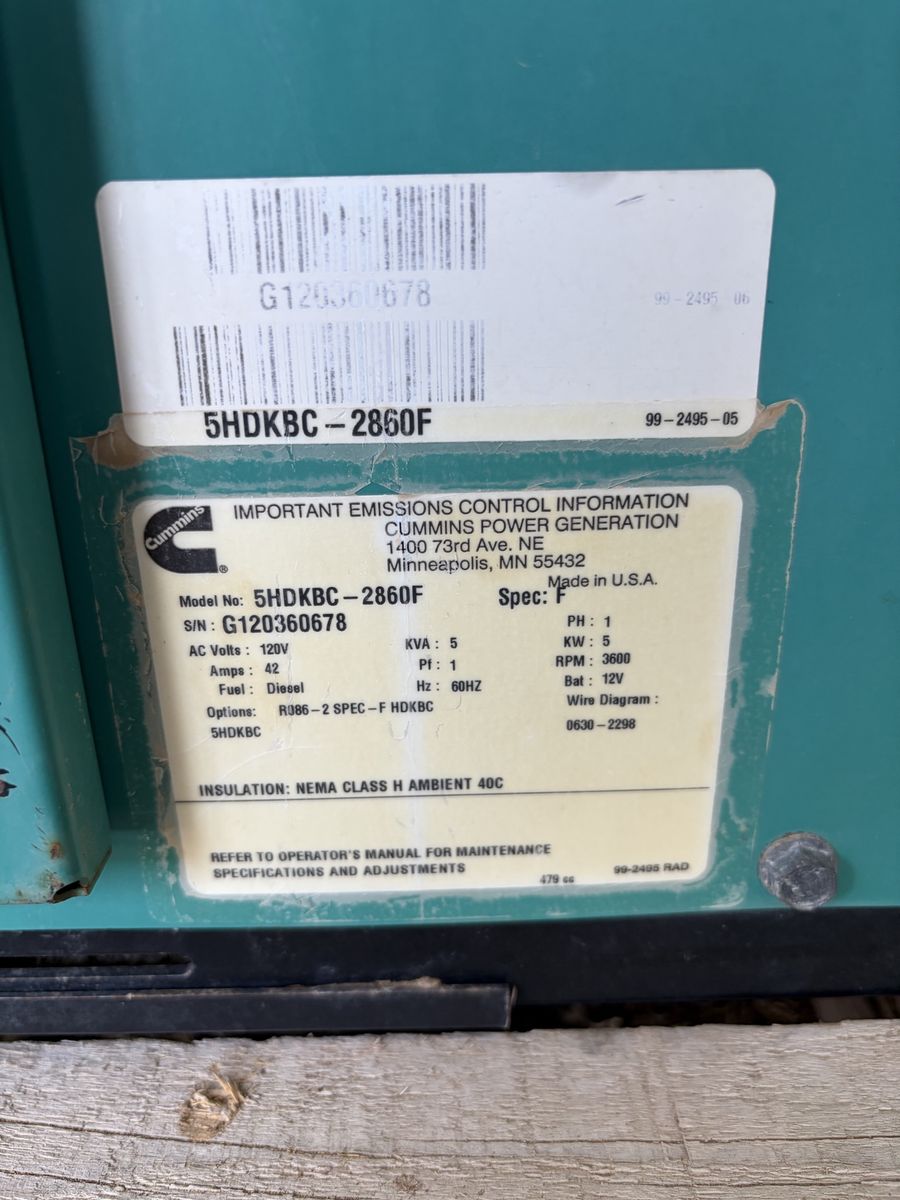 G120360678
99-2495 06
5HDKBC-2860F
99-2495-05
Cummins
IMPORTANT EMISSIONS CONTROL INFORMATION
CUMMINS POWER GENERATION
1400 73rd Ave. NE
Minneapolis, MN 55432
Made in U.S.A.
Model No: 5HDKBC-2860F Spec: F
S/N: G120360678 PH: 1
AC Volts: 120V KVA: 5 KW: 5
Amps: 42 Pf: 1 RPM: 3600
Fuel: Diesel Hz: 60HZ Bat: 12V
Options: R086-2 SPEC-F HDKBC Wire Diagram:
5HDKBC 0630-2298
INSULATION: NEMA CLASS H AMBIENT 40C
REFER TO OPERATOR'S MANUAL FOR MAINTENANCE
SPECIFICATIONS AND ADJUSTMENTS 479 GG 99-2495 RAD